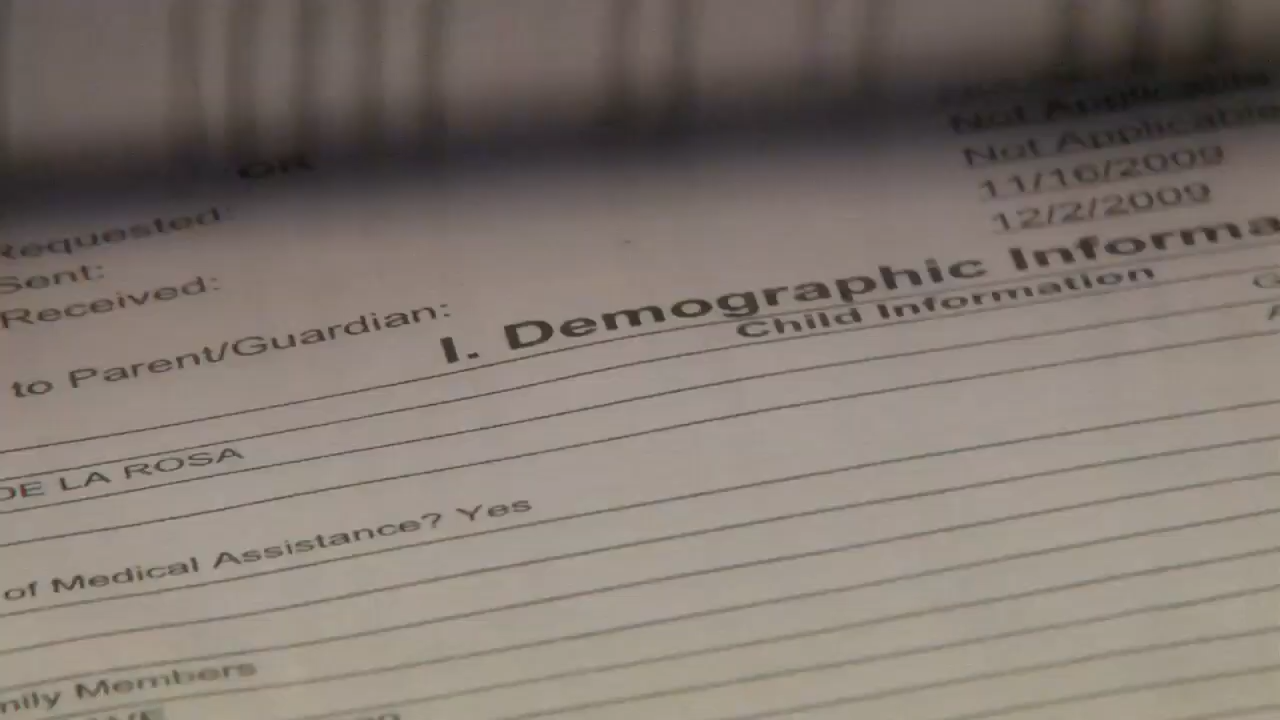 OR
Not Applicable
Not Applicable
Requested: 11/16/2009
Sent: 12/2/2009
Received:
to Parent/Guardian:
I. Demographic Informa
Child Information
DE LA ROSA
of Medical Assistance? Yes
mily Members